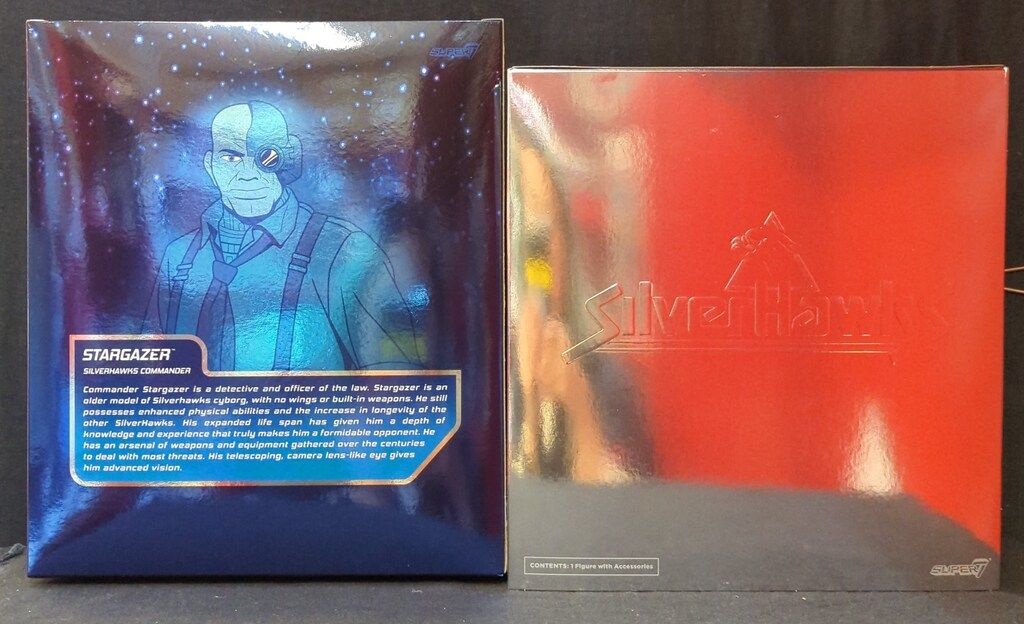 SUPER7
STARGAZER™
SILVERHAWKS COMMANDER
Commander Stargazer is a detective and officer of the law. Stargazer is an
older model of Silverhawks cyborg, with no wings or built-in weapons. He still
possesses enhanced physical abilities and the increase in longevity of the
other SilverHawks. His expanded life span has given him a depth of
knowledge and experience that truly makes him a formidable opponent. He
has an arsenal of weapons and equipment gathered over the centuries
to deal with most threats. His telescoping, camera lens-like eye gives
him advanced vision.
SilverHawks
CONTENTS: 1 Figure with Accessories
SUPER7